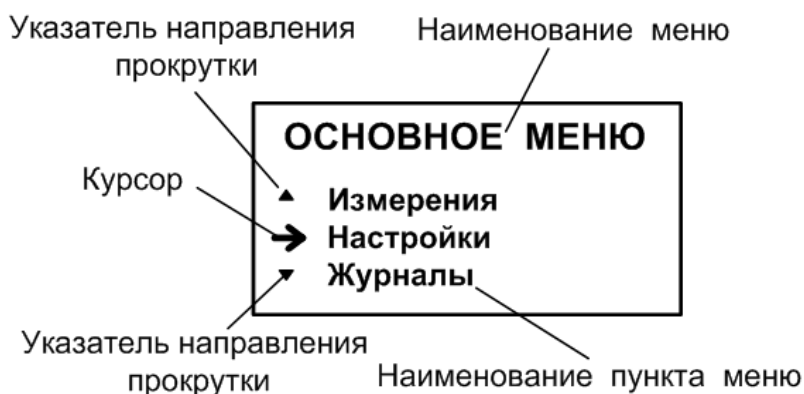 Указатель направления
прокрутки
Наименование меню
ОСНОВНОЕ МЕНЮ
Курсор
Измерения
Настройки
Журналы
Указатель направления
прокрутки
Наименование пункта меню